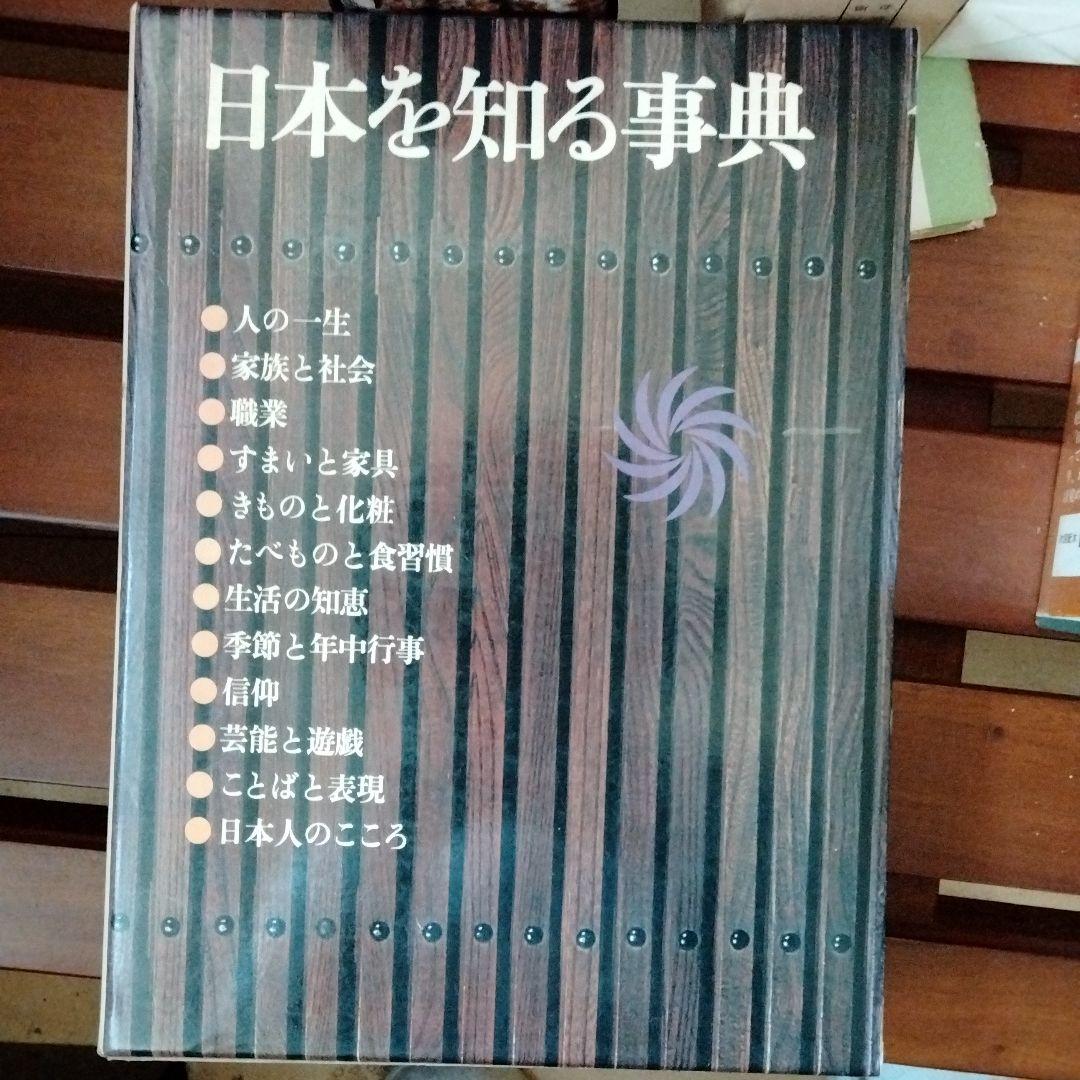 日本を知る事典
●人の一生
●家族と社会
●職業
●すまいと家具
●きものと化粧
●たべものと食習慣
●生活の知恵
●季節と年中行事
●信仰
●芸能と遊戯
●ことばと表現
●日本人のこころ